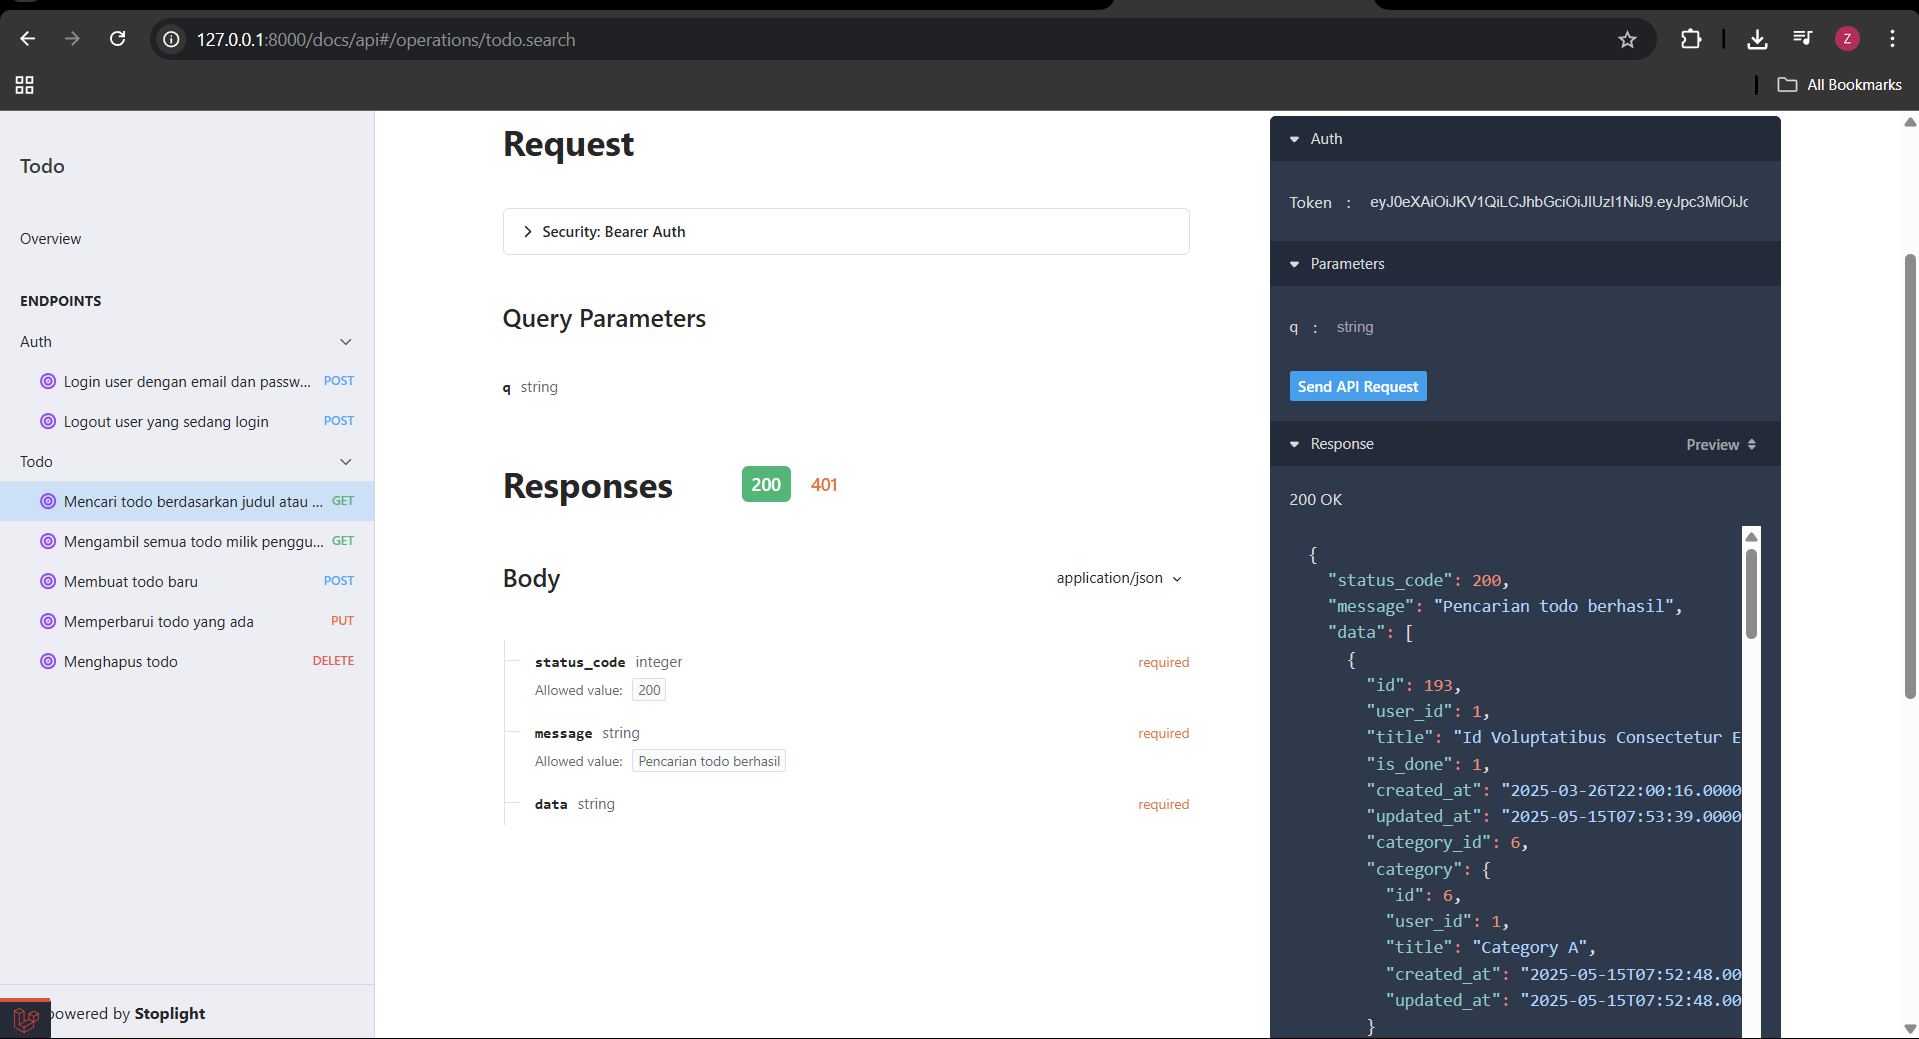 127.0.0.1:8000/docs/api#/operations/todo.search
Z
All Bookmarks
Todo
Overview
ENDPOINTS
Auth
Login user dengan email dan passw... POST
Logout user yang sedang login POST
Todo
Mencari todo berdasarkan judul atau ... GET
Mengambil semua todo milik penggu... GET
Membuat todo baru POST
Memperbarui todo yang ada PUT
Menghapus todo DELETE
powered by Stoplight
Request
Security: Bearer Auth
Query Parameters
q string
Responses 200 401
Body application/json
status_code integer required
Allowed value: 200
message string required
Allowed value: Pencarian todo berhasil
data string required
Auth
Token : eyJ0eXAiOiJKV1QiLCJhbGciOiJIUzI1NiJ9.eyJpc3MiOiJc
Parameters
q : string
Send API Request
Response Preview
200 OK
{
"status_code": 200,
"message": "Pencarian todo berhasil",
"data": [
{
"id": 193,
"user_id": 1,
"title": "Id Voluptatibus Consectetur E
"is_done": 1,
"created_at": "2025-03-26T22:00:16.0000
"updated_at": "2025-05-15T07:53:39.0000
"category_id": 6,
"category": {
"id": 6,
"user_id": 1,
"title": "Category A",
"created_at": "2025-05-15T07:52:48.00
"updated_at": "2025-05-15T07:52:48.00
}